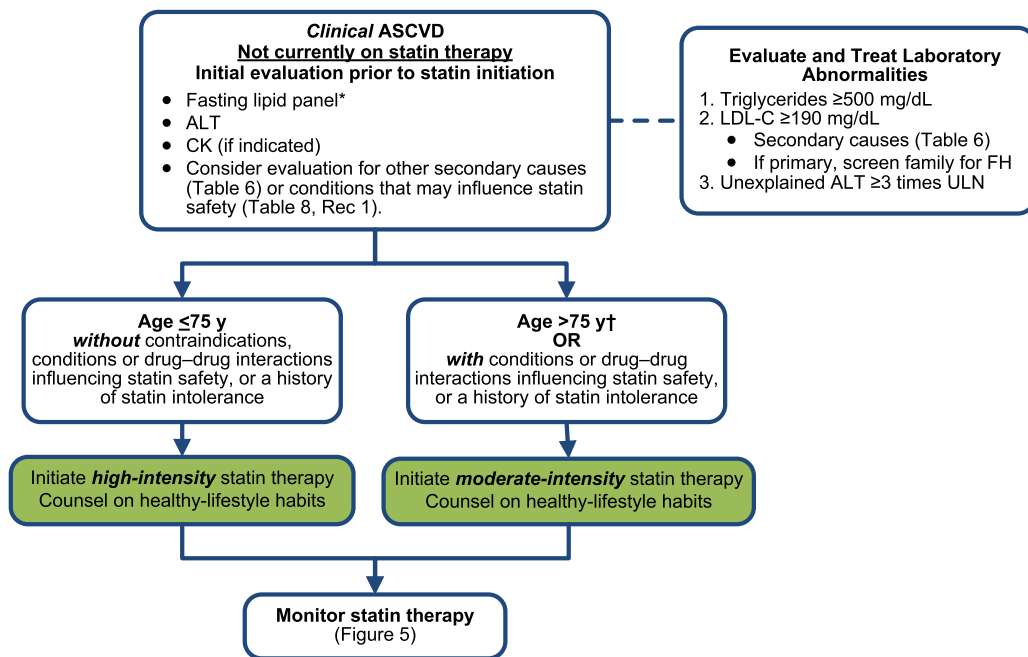 Clinical ASCVD
Not currently on statin therapy
Initial evaluation prior to statin initiation
● Fasting lipid panel*
● ALT
● CK (if indicated)
● Consider evaluation for other secondary causes
(Table 6) or conditions that may influence statin
safety (Table 8, Rec 1).
Evaluate and Treat Laboratory
Abnormalities
1. Triglycerides ≥500 mg/dL
2. LDL-C ≥190 mg/dL
● Secondary causes (Table 6)
● If primary, screen family for FH
3. Unexplained ALT ≥3 times ULN
Age ≤75 y
without contraindications,
conditions or drug–drug interactions
influencing statin safety, or a history
of statin intolerance
Age >75 y†
OR
with conditions or drug–drug
interactions influencing statin safety,
or a history of statin intolerance
Initiate high-intensity statin therapy
Counsel on healthy-lifestyle habits
Initiate moderate-intensity statin therapy
Counsel on healthy-lifestyle habits
Monitor statin therapy
(Figure 5)